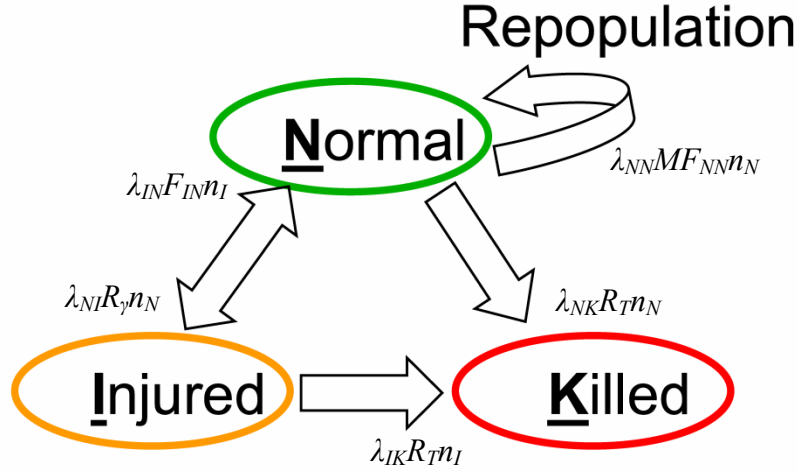 Repopulation
Normal
λNNMFNNnN
λINFINnI
λNIRγnN
λNKRTnN
Injured
Killed
λIKRTnI